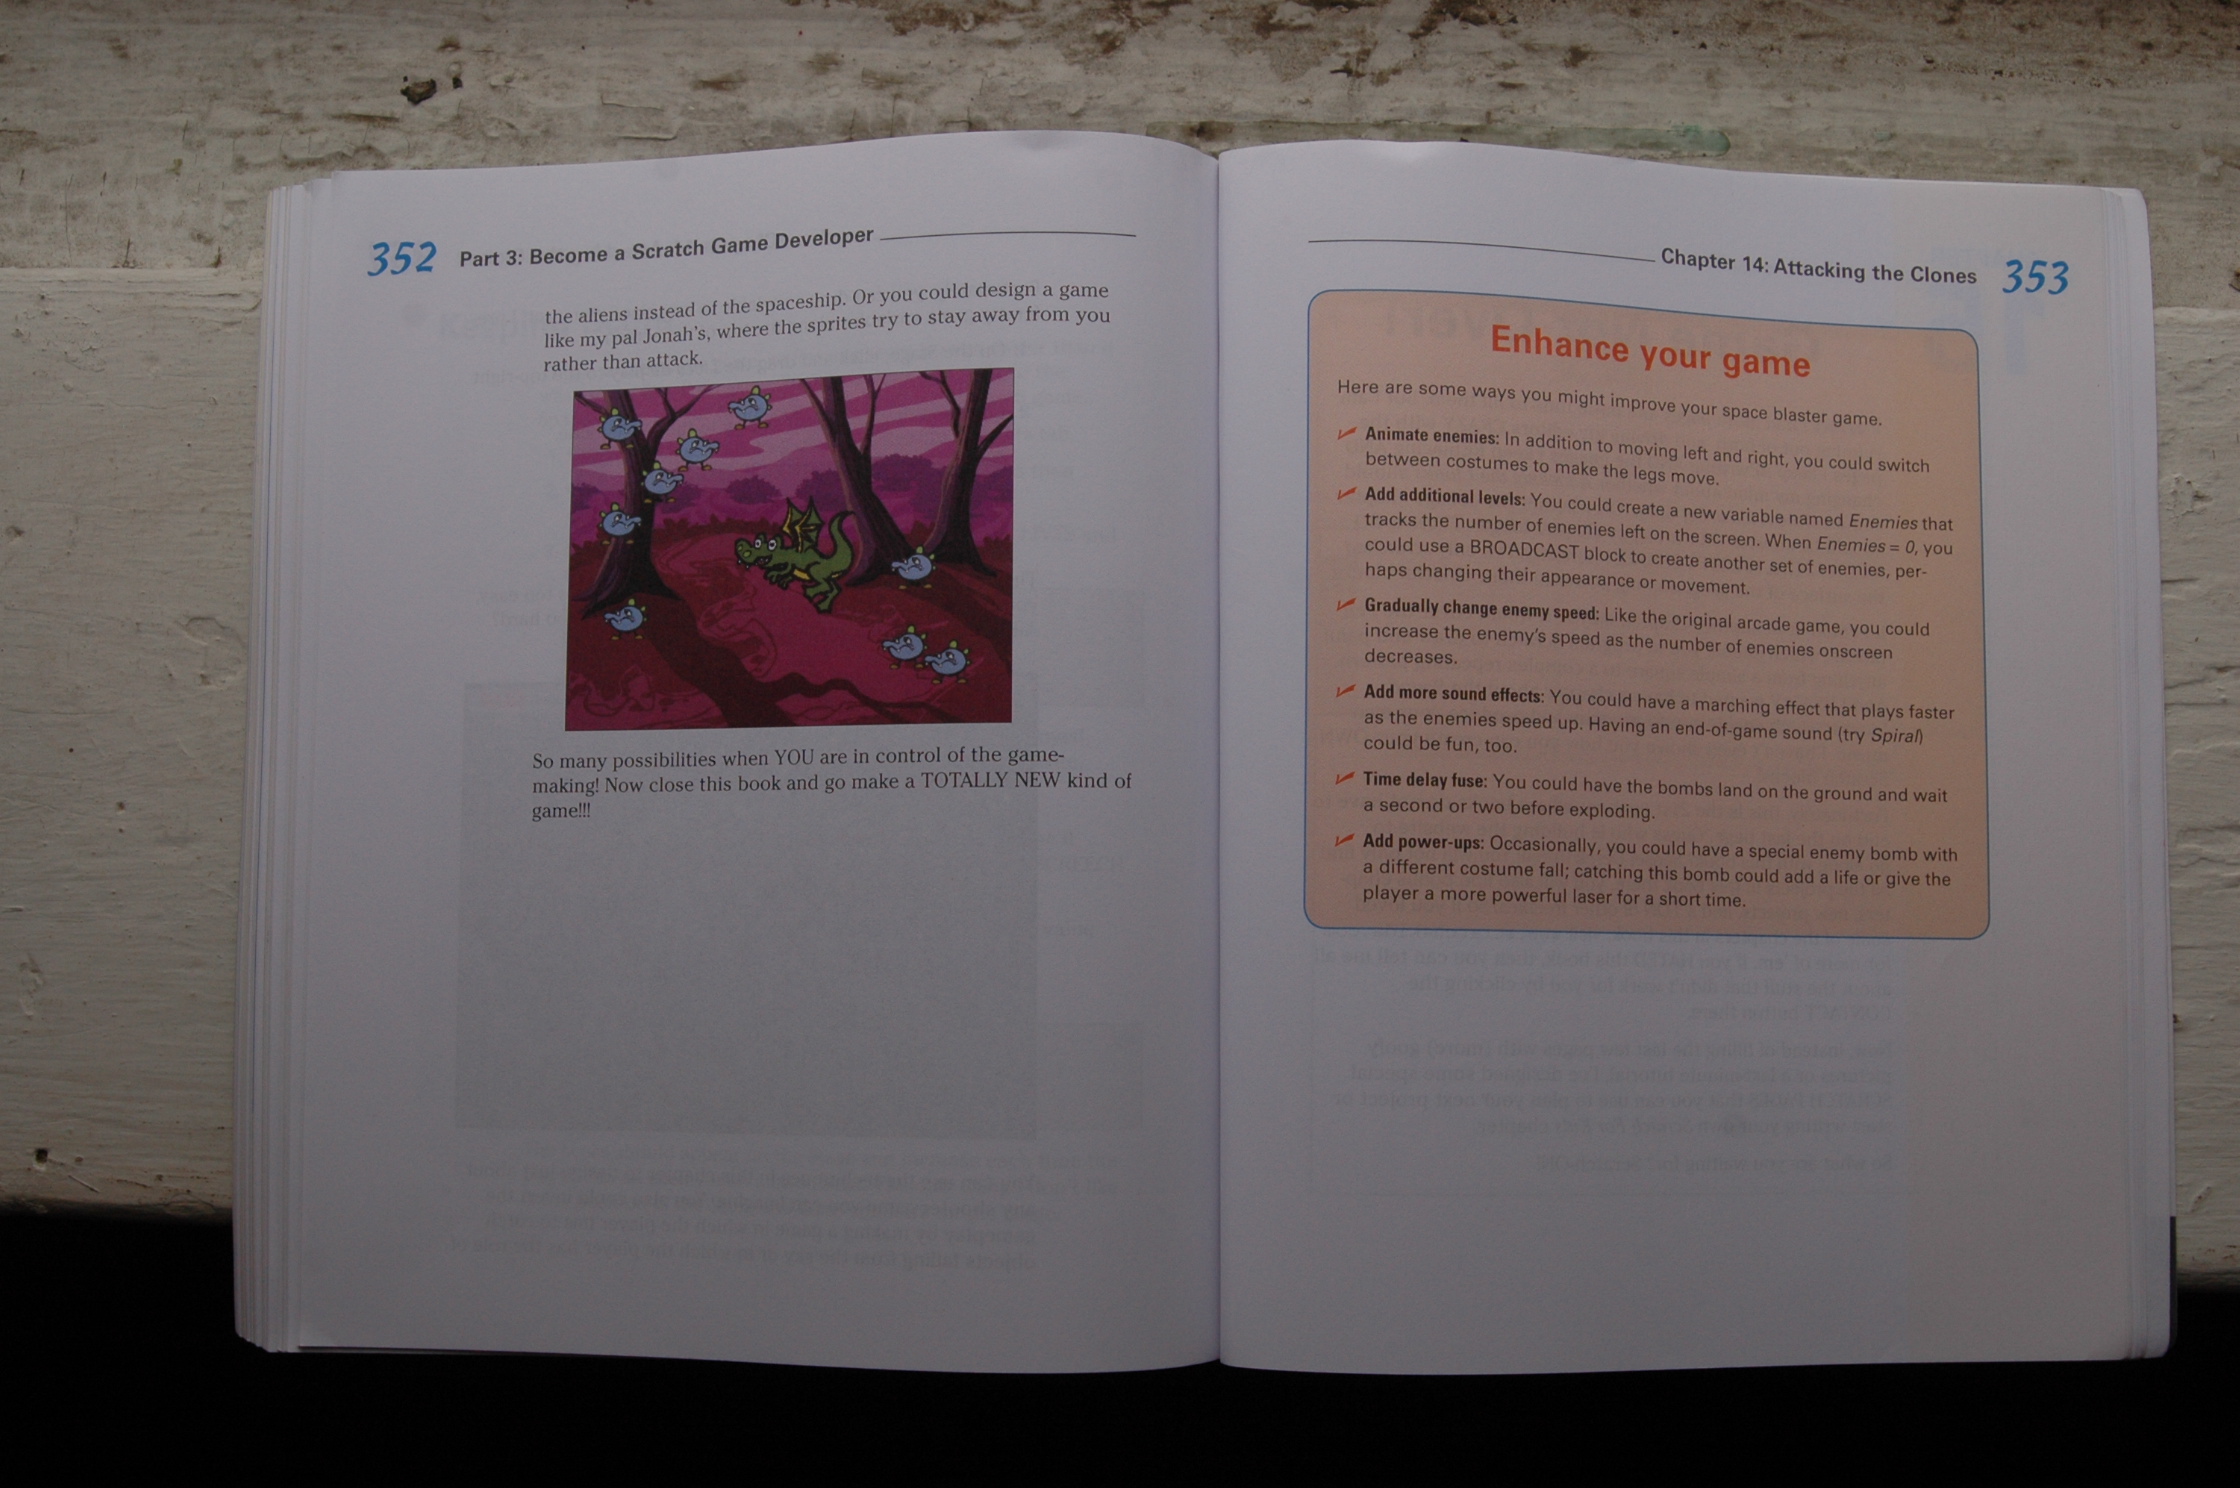 352 Part 3: Become a Scratch Game Developer
the aliens instead of the spaceship. Or you could design a game
like my pal Jonah's, where the sprites try to stay away from you
rather than attack.
So many possibilities when YOU are in control of the game-
making! Now close this book and go make a TOTALLY NEW kind of
game!!!
Chapter 14: Attacking the Clones 353
Enhance your game
Here are some ways you might improve your space blaster game.
✓ Animate enemies: In addition to moving left and right, you could switch
between costumes to make the legs move.
✓ Add additional levels: You could create a new variable named Enemies that
tracks the number of enemies left on the screen. When Enemies = 0, you
could use a BROADCAST block to create another set of enemies, per-
haps changing their appearance or movement.
✓ Gradually change enemy speed: Like the original arcade game, you could
increase the enemy's speed as the number of enemies onscreen
decreases.
✓ Add more sound effects: You could have a marching effect that plays faster
as the enemies speed up. Having an end-of-game sound (try Spiral)
could be fun, too.
✓ Time delay fuse: You could have the bombs land on the ground and wait
a second or two before exploding.
✓ Add power-ups: Occasionally, you could have a special enemy bomb with
a different costume fall; catching this bomb could add a life or give the
player a more powerful laser for a short time.